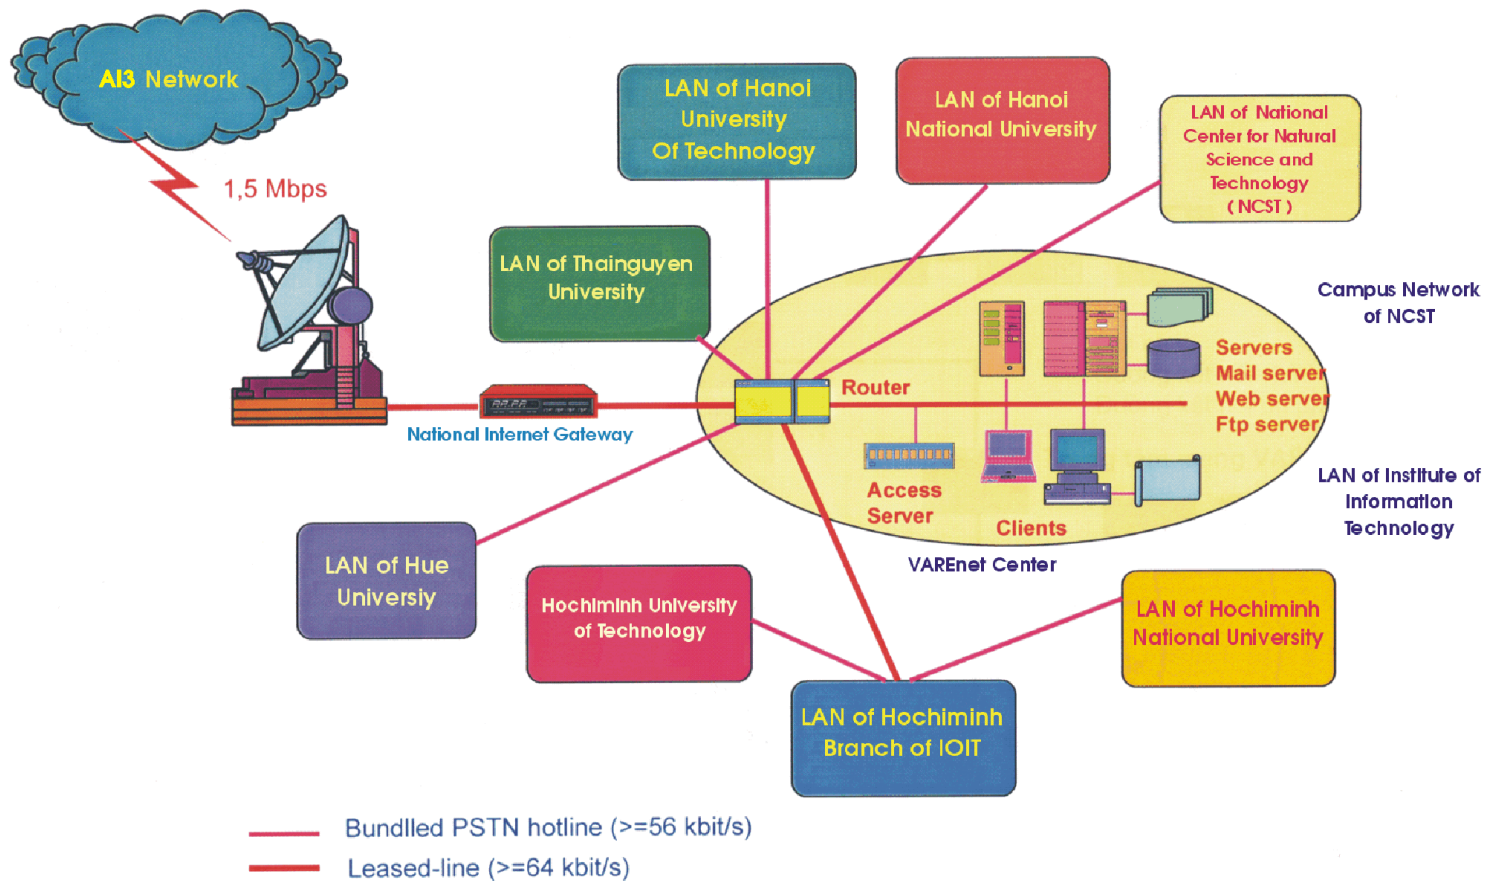 AI3 Network
1,5 Mbps
LAN of Hanoi
University
Of Technology
LAN of Hanoi
National University
LAN of National
Center for Natural
Science and
Technology
( NCST )
LAN of Thainguyen
University
Campus Network
of NCST
Servers
Mail server
Web server
Ftp server
Router
National Internet Gateway
Access
Server
Clients
LAN of Institute of
Information
Technology
VAREnet Center
LAN of Hue
Universiy
Hochiminh University
of Technology
LAN of Hochiminh
National University
LAN of Hochiminh
Branch of IOIT
Bundlled PSTN hotline (>=56 kbit/s)
Leased-line (>=64 kbit/s)